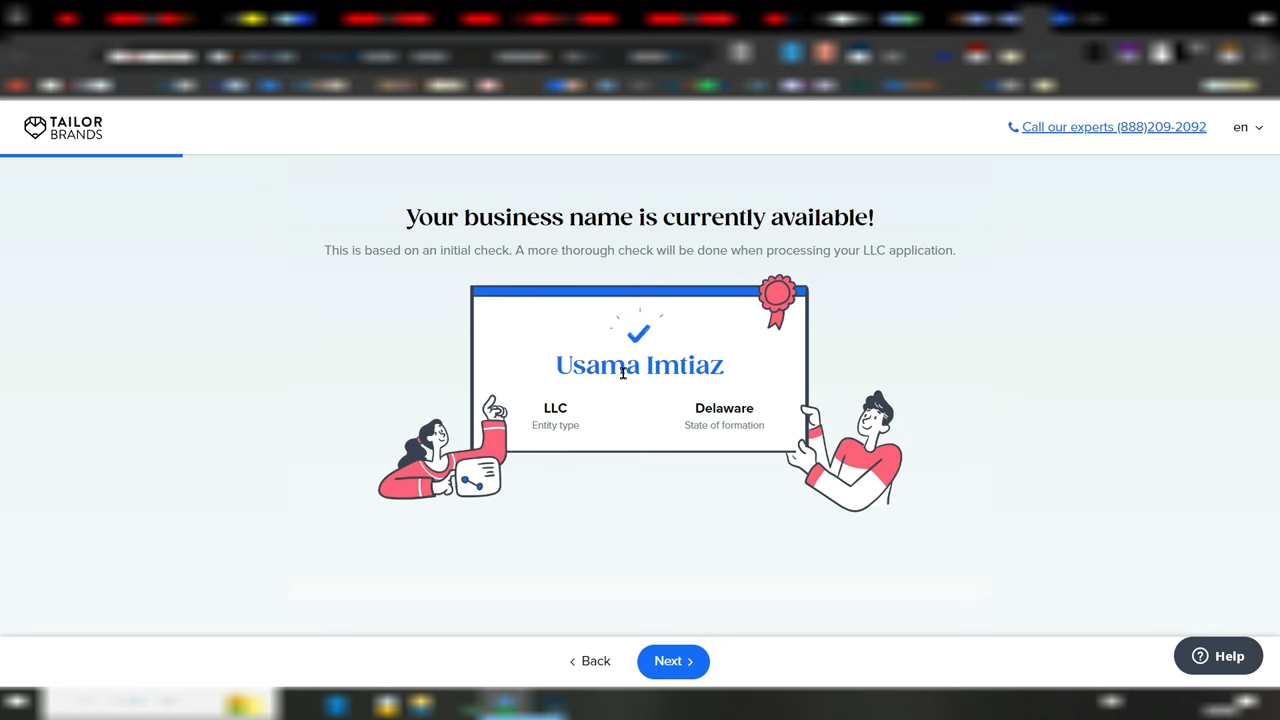 TAILOR
BRANDS
Call our experts (888)209-2092
en
Your business name is currently available!
This is based on an initial check. A more thorough check will be done when processing your LLC application.
Usama Imtiaz
LLC
Delaware
Entity type
State of formation
Back
Next
Help